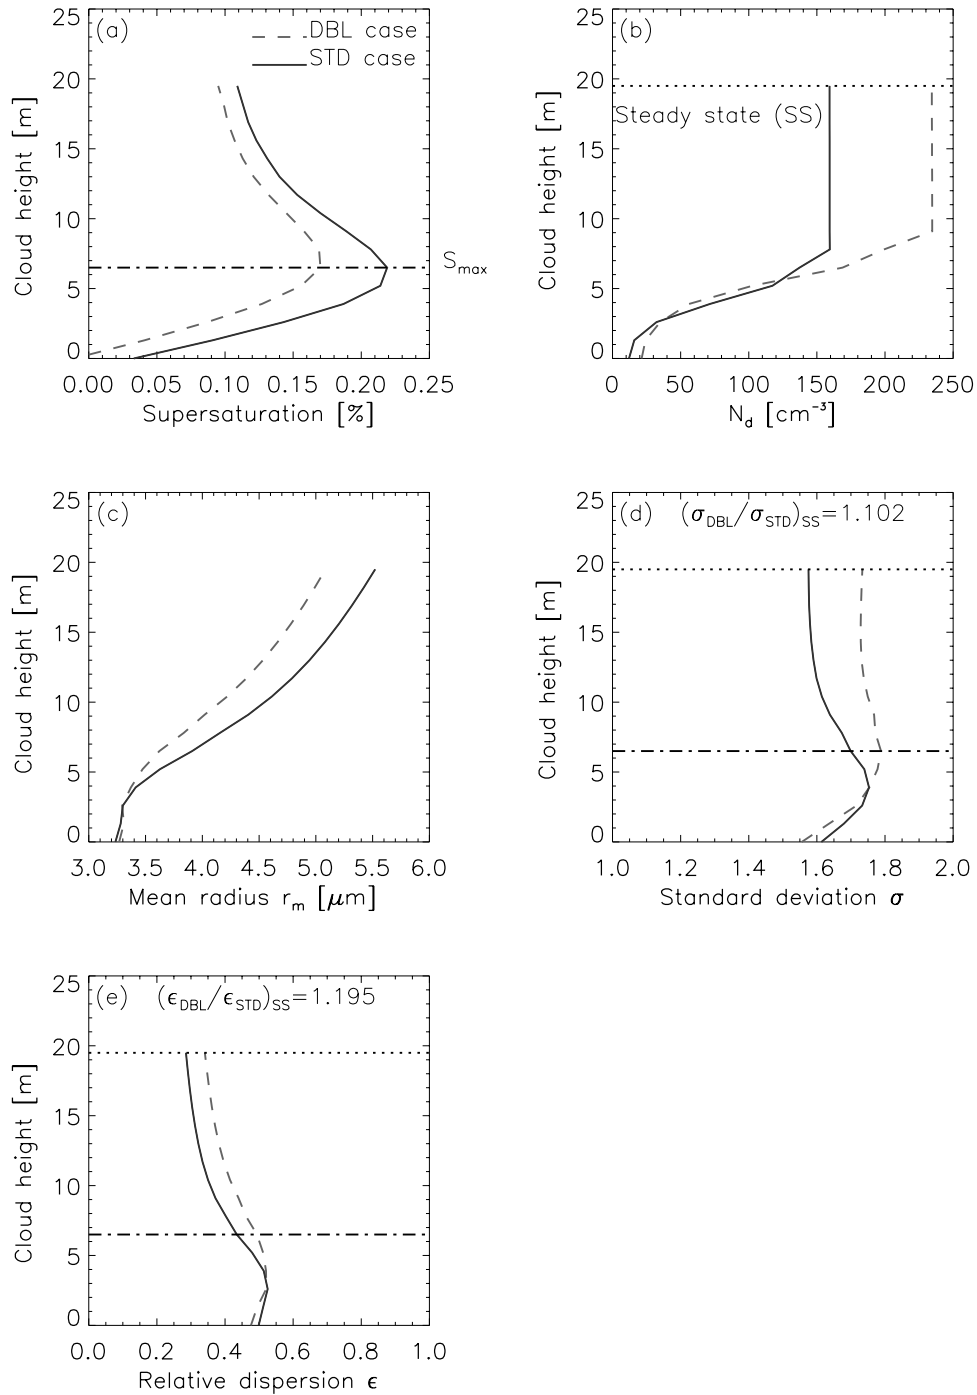 (a)
DBL case
STD case
25
20
15
10
5
0
Cloud height [m]
S_max
0.00 0.05 0.10 0.15 0.20 0.25
Supersaturation [%]
(b)
Steady state (SS)
25
20
15
10
5
0
Cloud height [m]
0 50 100 150 200 250
N_d [cm⁻³]
(c)
25
20
15
10
5
0
Cloud height [m]
3.0 3.5 4.0 4.5 5.0 5.5 6.0
Mean radius r_m [μm]
(d) (σ_DBL/σ_STD)_SS=1.102
25
20
15
10
5
0
Cloud height [m]
1.0 1.2 1.4 1.6 1.8 2.0
Standard deviation σ
(e) (ϵ_DBL/ϵ_STD)_SS=1.195
25
20
15
10
5
0
Cloud height [m]
0.0 0.2 0.4 0.6 0.8 1.0
Relative dispersion ϵ